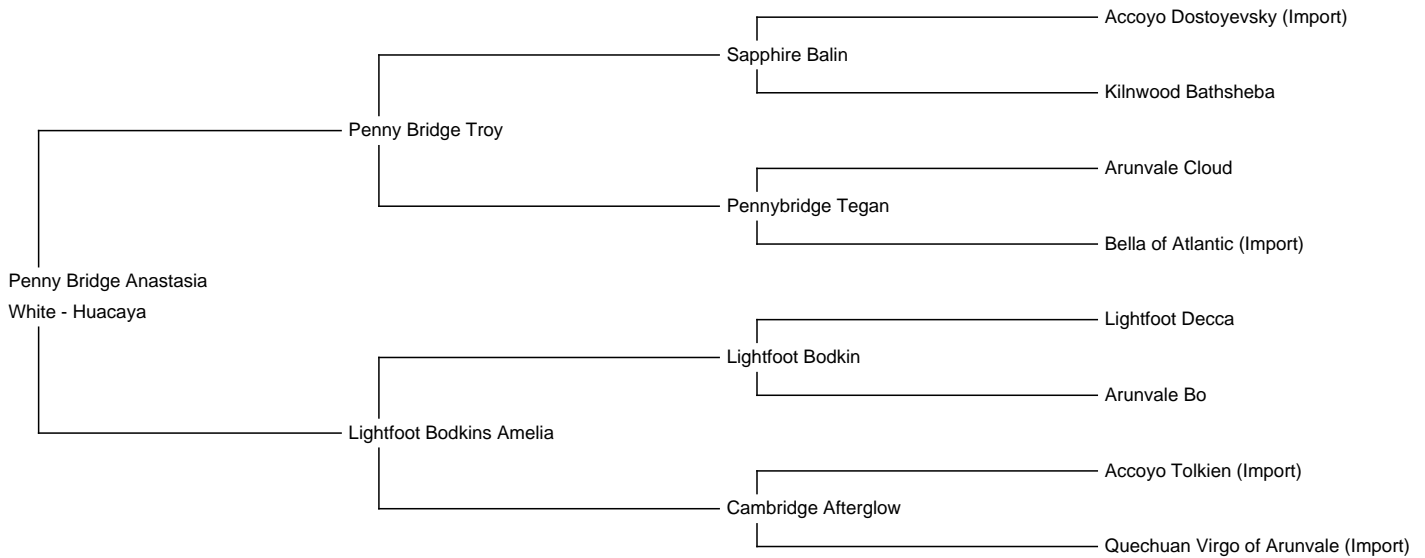 Accoyo Dostoyevsky (Import)
Sapphire Balin
Kilnwood Bathsheba
Penny Bridge Troy
Arunvale Cloud
Pennybridge Tegan
Bella of Atlantic (Import)
Penny Bridge Anastasia
White - Huacaya
Lightfoot Decca
Lightfoot Bodkin
Arunvale Bo
Lightfoot Bodkins Amelia
Accoyo Tolkien (Import)
Cambridge Afterglow
Quechuan Virgo of Arunvale (Import)